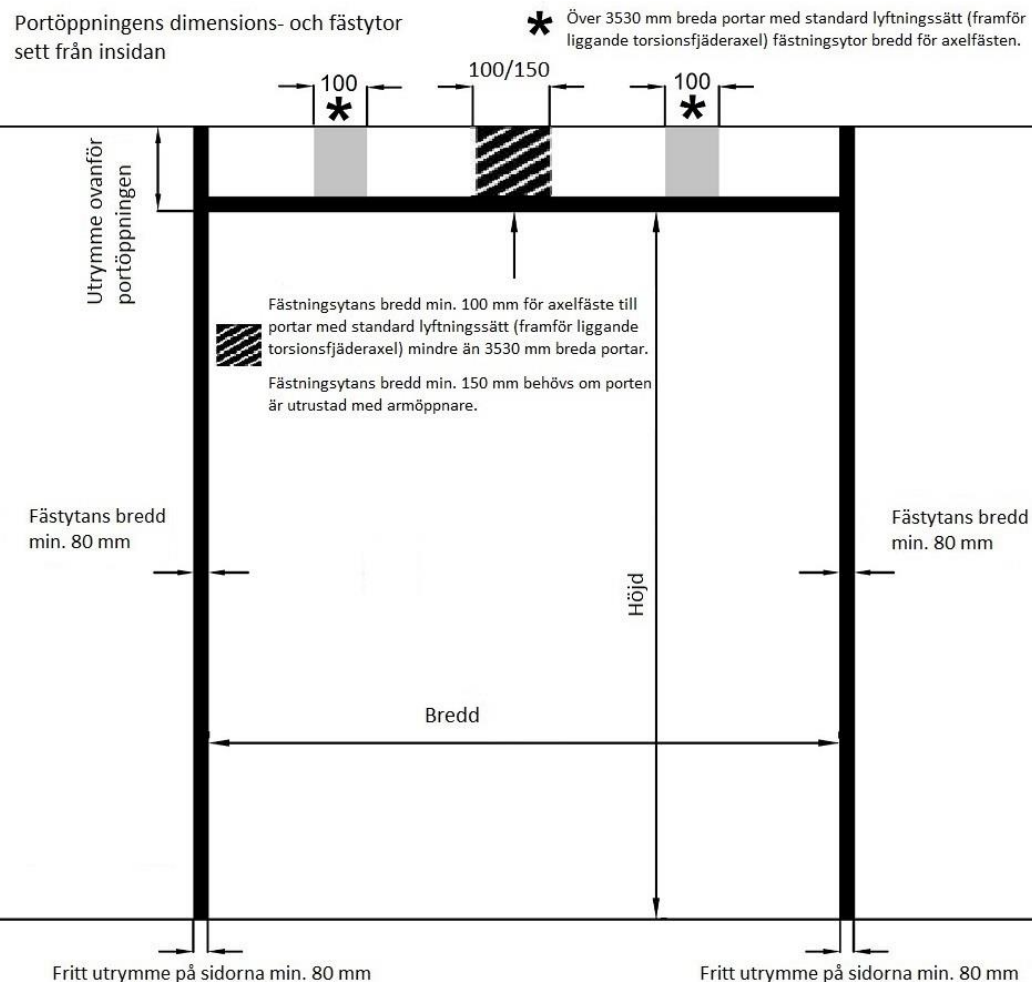 Portöppningens dimensions- och fästytor
sett från insidan
* Över 3530 mm breda portar med standard lyftningssätt (framför
liggande torsionsfjäderaxel) fästningsytor bredd för axelfästen.
100
*
100/150
100
*
Utrymme ovanför
portöppningen
Fästningsytans bredd min. 100 mm för axelfäste till
portar med standard lyftningssätt (framför liggande
torsionsfjäderaxel) mindre än 3530 mm breda portar.
Fästningsytans bredd min. 150 mm behövs om porten
är utrustad med armöppnare.
Fästytans bredd
min. 80 mm
Fästytans bredd
min. 80 mm
Höjd
Bredd
Fritt utrymme på sidorna min. 80 mm
Fritt utrymme på sidorna min. 80 mm